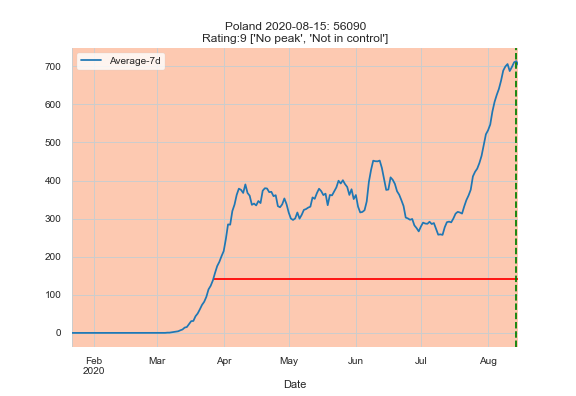 Poland 2020-08-15: 56090
Rating:9 ['No peak', 'Not in control']
Average-7d
700
600
500
400
300
200
100
0
Feb
2020
Mar
Apr
May
Jun
Jul
Aug
Date